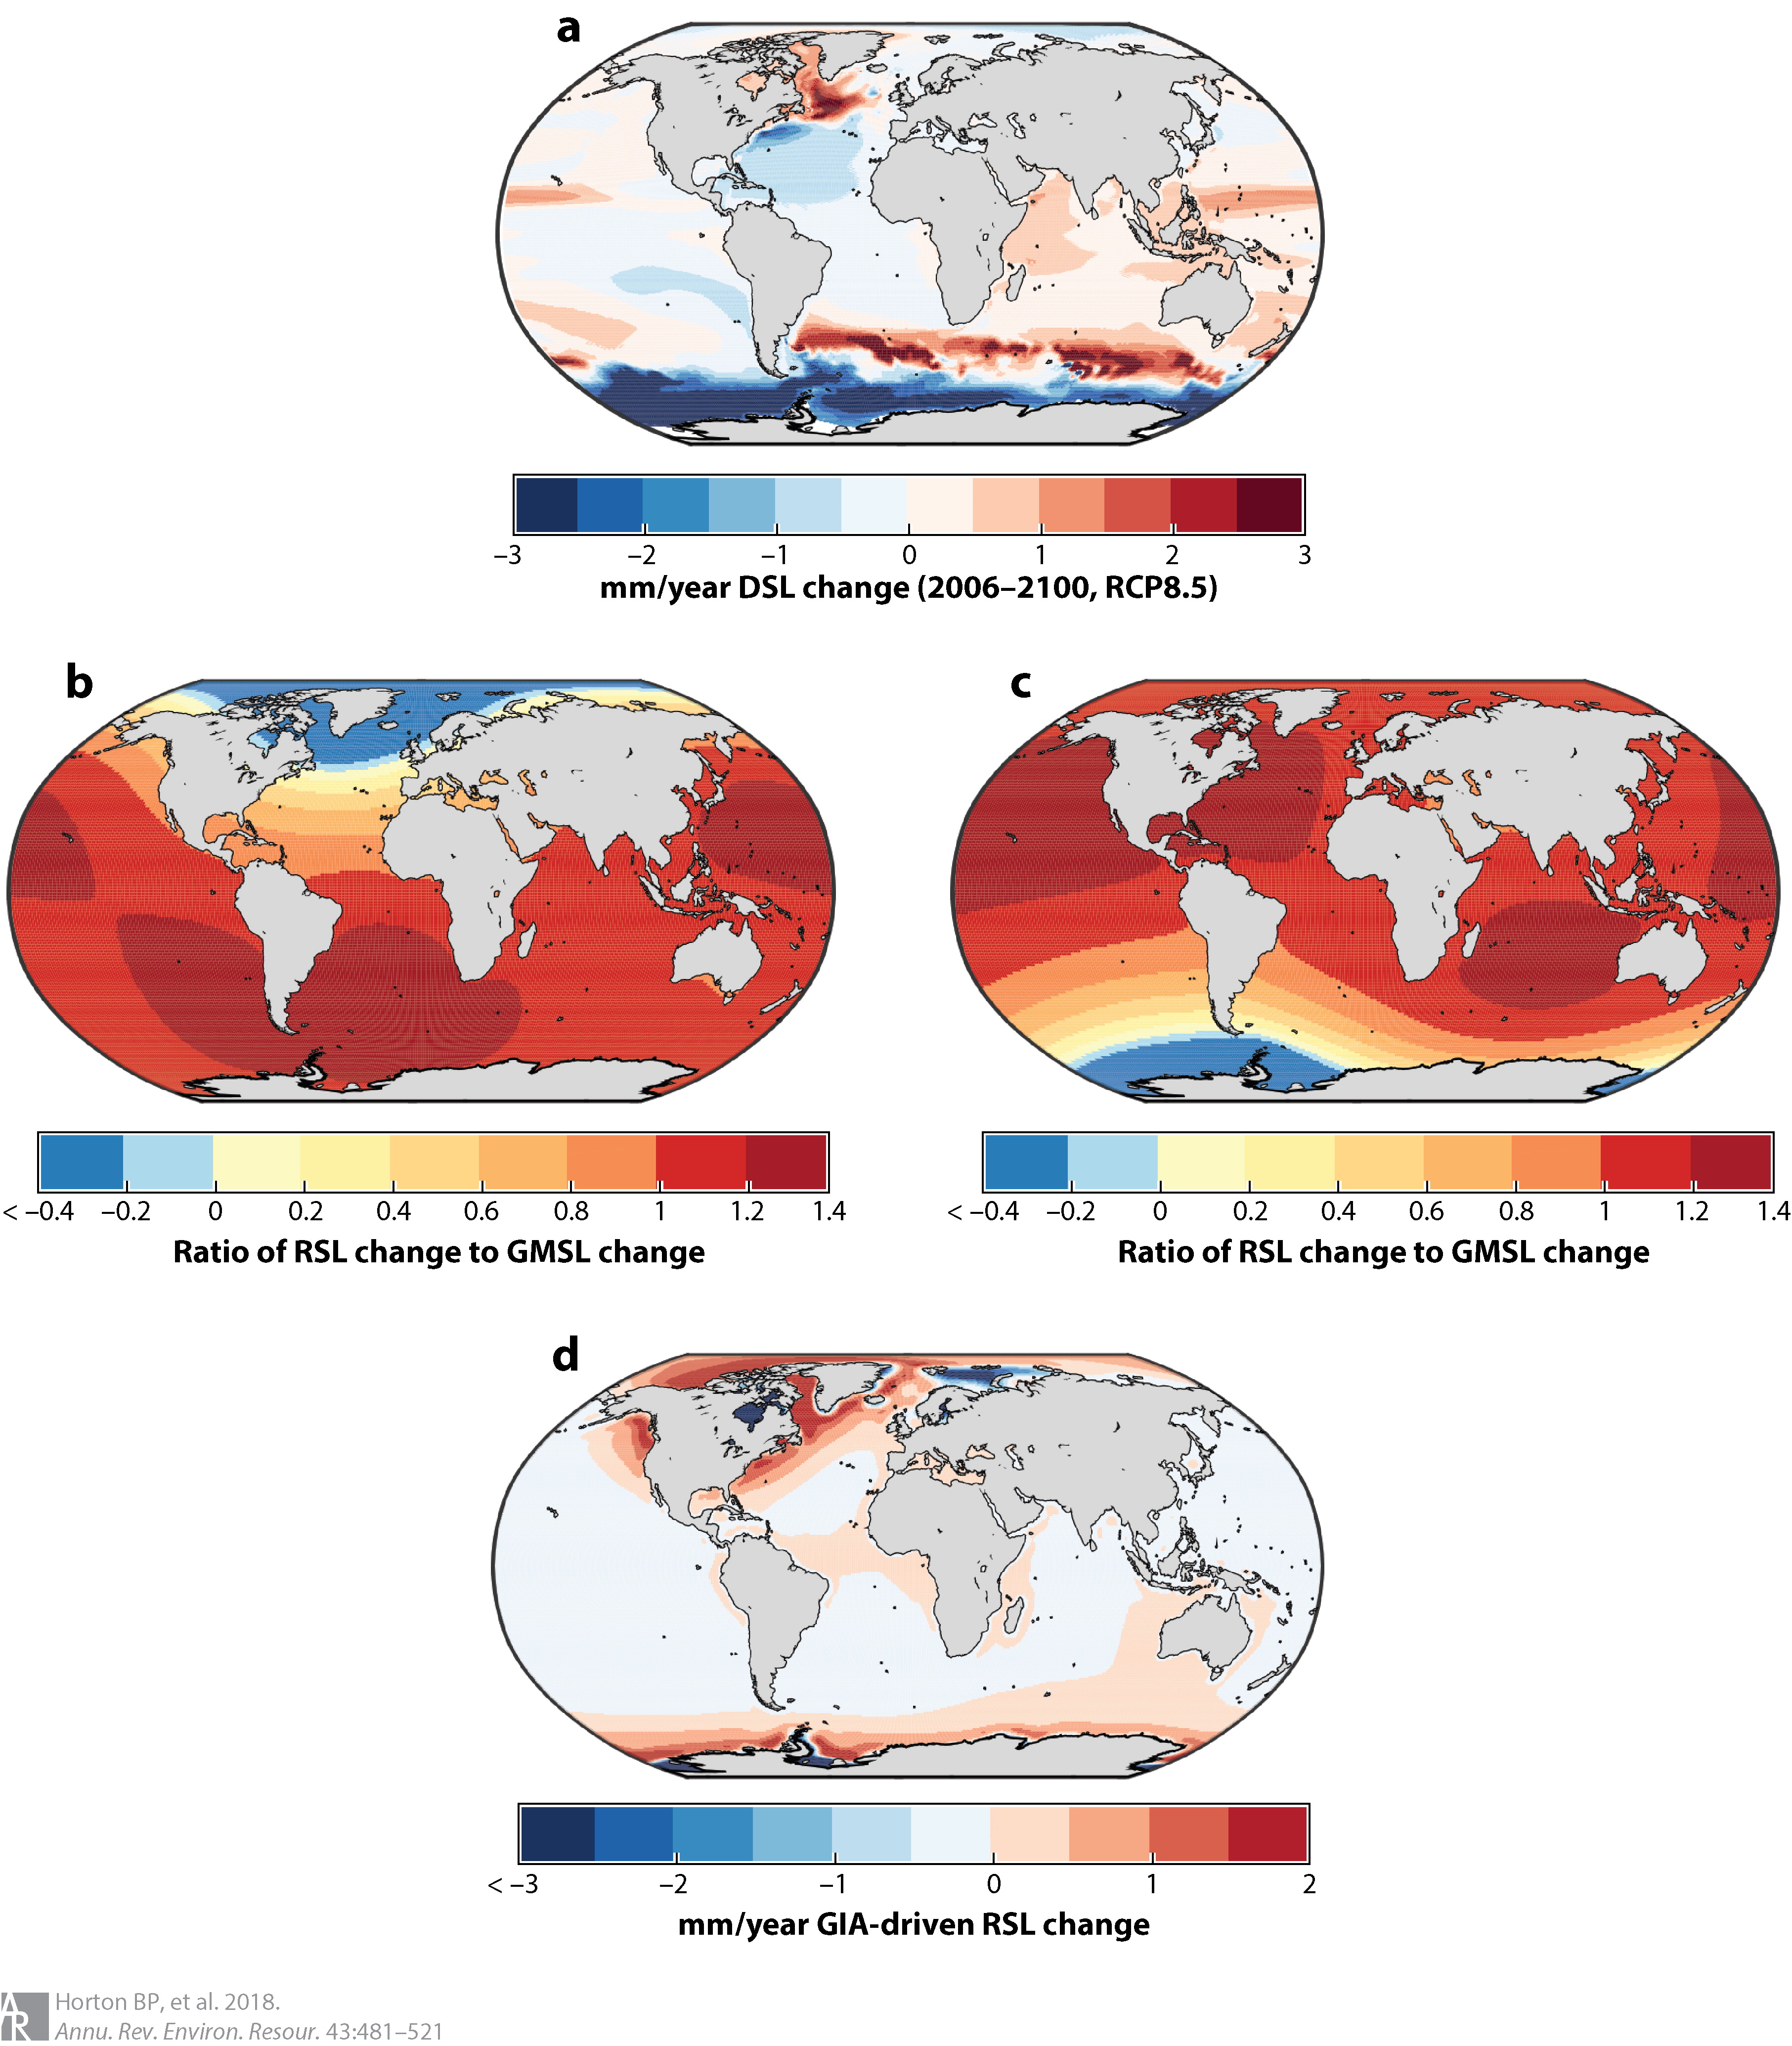 a
–3 –2 –1 0 1 2 3
mm/year DSL change (2006–2100, RCP8.5)
b
< –0.4 –0.2 0 0.2 0.4 0.6 0.8 1 1.2 1.4
Ratio of RSL change to GMSL change
c
< –0.4 –0.2 0 0.2 0.4 0.6 0.8 1 1.2 1.4
Ratio of RSL change to GMSL change
d
< –3 –2 –1 0 1 2
mm/year GIA-driven RSL change
AR
Horton BP, et al. 2018.
Annu. Rev. Environ. Resour. 43:481–521